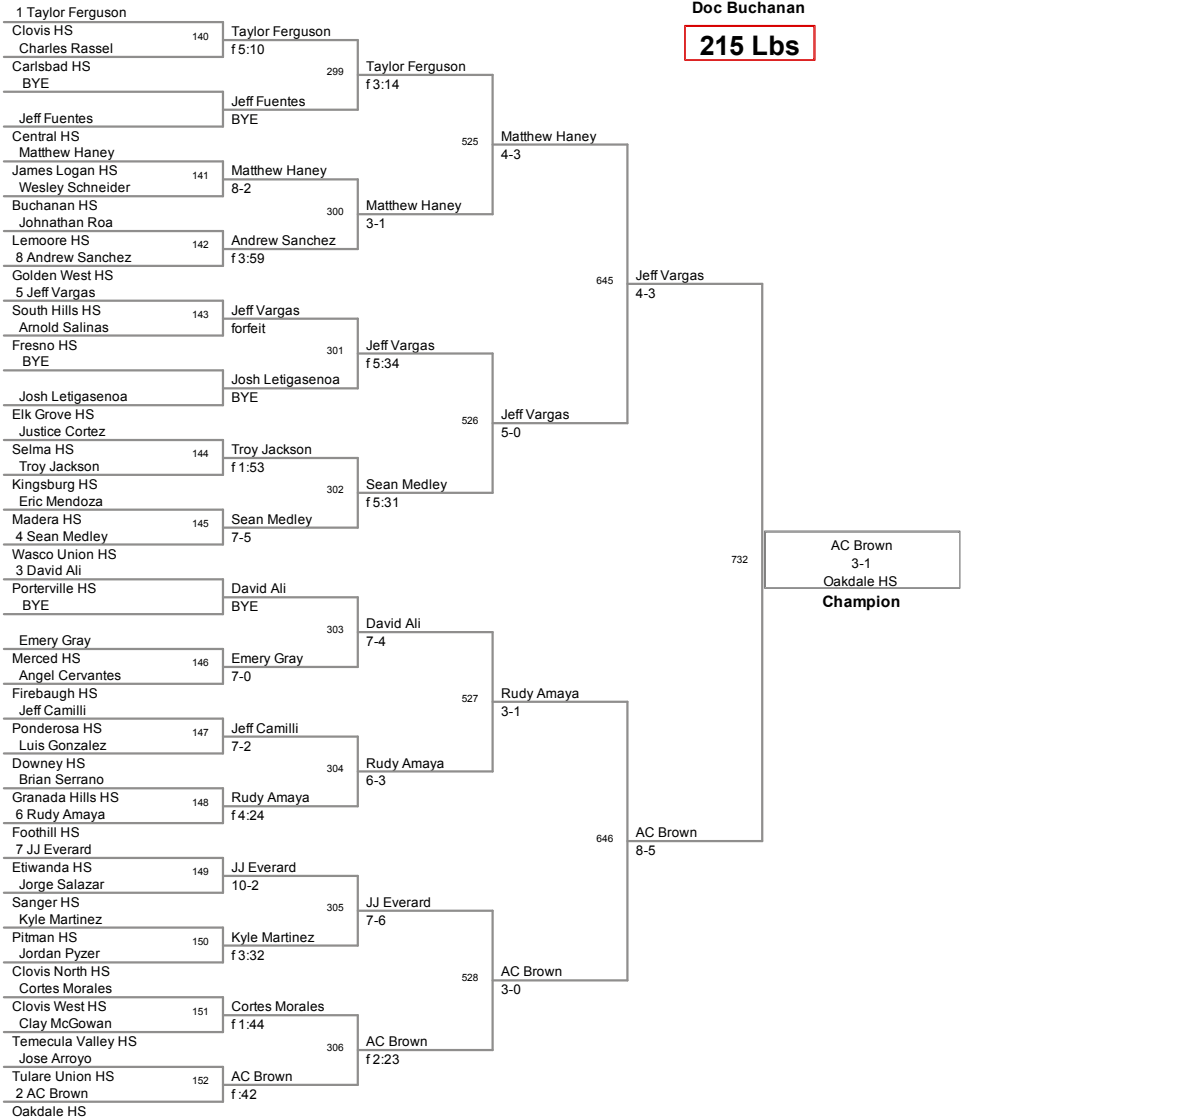 Doc Buchanan
215 Lbs
1 Taylor Ferguson
Clovis HS
Charles Rassel
Carlsbad HS
BYE
Jeff Fuentes
Central HS
Matthew Haney
James Logan HS
Wesley Schneider
Buchanan HS
Johnathan Roa
Lemoore HS
8 Andrew Sanchez
Golden West HS
5 Jeff Vargas
South Hills HS
Arnold Salinas
Fresno HS
BYE
Josh Letigasenoa
Elk Grove HS
Justice Cortez
Selma HS
Troy Jackson
Kingsburg HS
Eric Mendoza
Madera HS
4 Sean Medley
Wasco Union HS
3 David Ali
Porterville HS
BYE
Emery Gray
Merced HS
Angel Cervantes
Firebaugh HS
Jeff Camilli
Ponderosa HS
Luis Gonzalez
Downey HS
Brian Serrano
Granada Hills HS
6 Rudy Amaya
Foothill HS
7 JJ Everard
Etiwanda HS
Jorge Salazar
Sanger HS
Kyle Martinez
Pitman HS
Jordan Pyzer
Clovis North HS
Cortes Morales
Clovis West HS
Clay McGowan
Temecula Valley HS
Jose Arroyo
Tulare Union HS
2 AC Brown
Oakdale HS
140
141
142
143
144
145
146
147
148
149
150
151
152
Taylor Ferguson
f 5:10
Jeff Fuentes
BYE
Matthew Haney
8-2
Andrew Sanchez
f 3:59
Jeff Vargas
forfeit
Josh Letigasenoa
BYE
Troy Jackson
f 1:53
Sean Medley
7-5
David Ali
BYE
Emery Gray
7-0
Jeff Camilli
7-2
Rudy Amaya
f 4:24
JJ Everard
10-2
Kyle Martinez
f 3:32
Cortes Morales
f 1:44
AC Brown
f :42
299
300
301
302
303
304
305
306
Taylor Ferguson
f 3:14
Matthew Haney
3-1
Jeff Vargas
f 5:34
Sean Medley
f 5:31
David Ali
7-4
Rudy Amaya
6-3
JJ Everard
7-6
AC Brown
f 2:23
525
526
527
528
Matthew Haney
4-3
Jeff Vargas
5-0
Rudy Amaya
3-1
AC Brown
3-0
645
646
Jeff Vargas
4-3
AC Brown
8-5
732
AC Brown
3-1
Oakdale HS
Champion